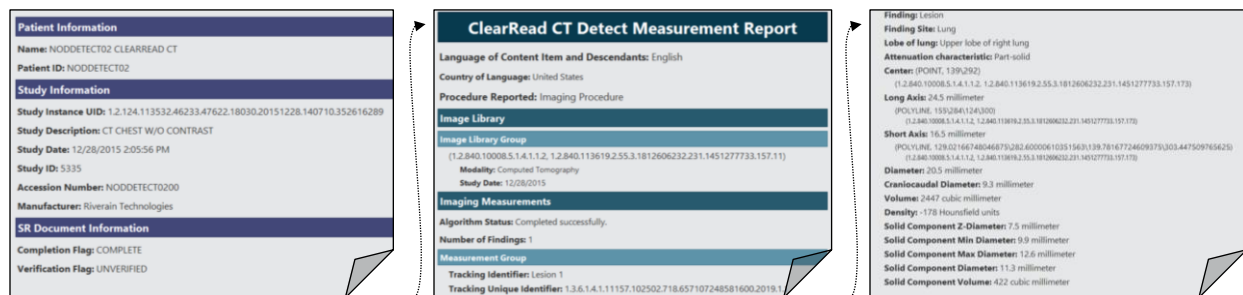 Patient Information
Name: NODDETECT02 CLEARREAD CT
Patient ID: NODDETECT02
Study Information
Study Instance UID: 1.2.124.113532.46233.47622.18030.20151228.140710.352616289
Study Description: CT CHEST W/O CONTRAST
Study Date: 12/28/2015 2:05:56 PM
Study ID: 5335
Accession Number: NODDETECT0200
Manufacturer: Riverain Technologies
SR Document Information
Completion Flag: COMPLETE
Verification Flag: UNVERIFIED
ClearRead CT Detect Measurement Report
Language of Content Item and Descendants: English
Country of Language: United States
Procedure Reported: Imaging Procedure
Image Library
Image Library Group
(1.2.840.10008.5.1.4.1.1.2, 1.2.840.113619.2.55.3.1812606232.231.1451277733.157.11)
Modality: Computed Tomography
Study Date: 12/28/2015
Imaging Measurements
Algorithm Status: Completed successfully.
Number of Findings: 1
Measurement Group
Tracking Identifier: Lesion 1
Tracking Unique Identifier: 1.3.6.1.4.1.11157.102502.718.657107248581600.2019.1.
Finding: Lesion
Finding Site: Lung
Lobe of lung: Upper lobe of right lung
Attenuation characteristic: Part-solid
Center: (POINT, 139\292)
(1.2.840.10008.5.1.4.1.1.2, 1.2.840.113619.2.55.3.1812606232.231.1451277733.157.173)
Long Axis: 24.5 millimeter
(POLYLINE, 155\284\124\300)
(1.2.840.10008.5.1.4.1.1.2, 1.2.840.113619.2.55.3.1812606232.231.1451277733.157.173)
Short Axis: 16.5 millimeter
(POLYLINE, 129.02166748046875\282.60000610351563\139.78167724609375\303.447509765625)
(1.2.840.10008.5.1.4.1.1.2, 1.2.840.113619.2.55.3.1812606232.231.1451277733.157.173)
Diameter: 20.5 millimeter
Craniocaudal Diameter: 9.3 millimeter
Volume: 2447 cubic millimeter
Density: -178 Hounsfield units
Solid Component Z-Diameter: 7.5 millimeter
Solid Component Min Diameter: 9.9 millimeter
Solid Component Max Diameter: 12.6 millimeter
Solid Component Diameter: 11.3 millimeter
Solid Component Volume: 422 cubic millimeter